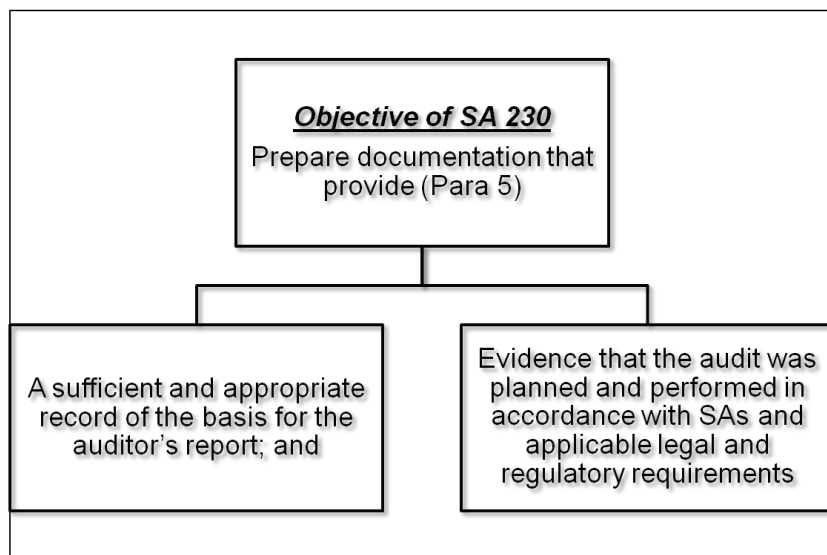 Objective of SA 230
Prepare documentation that
provide (Para 5)
A sufficient and appropriate
record of the basis for the
auditor’s report; and
Evidence that the audit was
planned and performed in
accordance with SAs and
applicable legal and
regulatory requirements